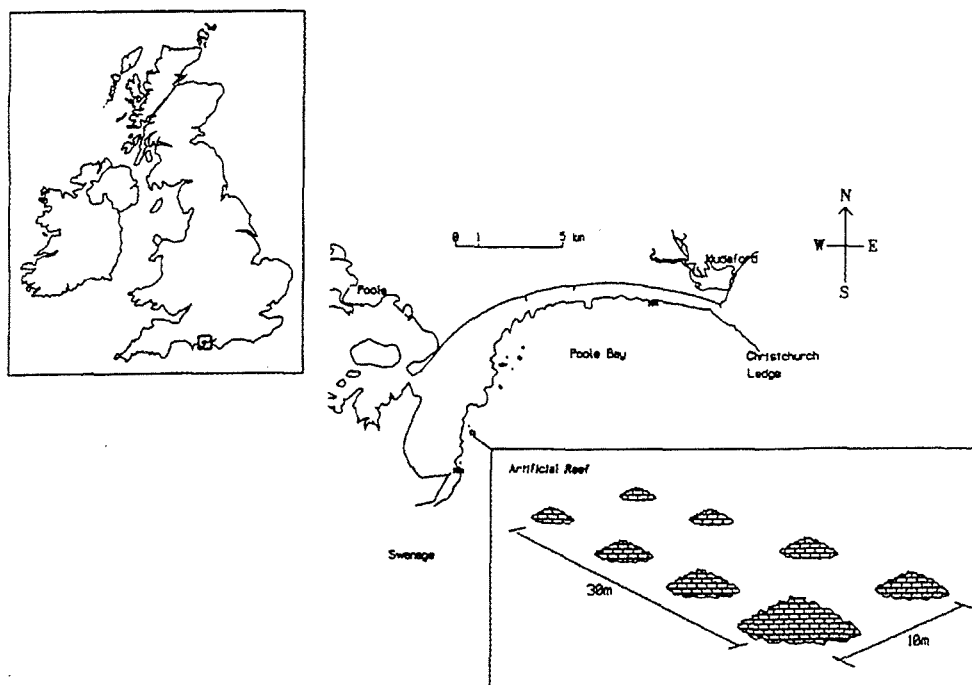 N
W E
S
0 1 5 km
Mudeford
Poole
Poole Bay
Christchurch
Ledge
Artificial Reef
Swanage
30m
10m